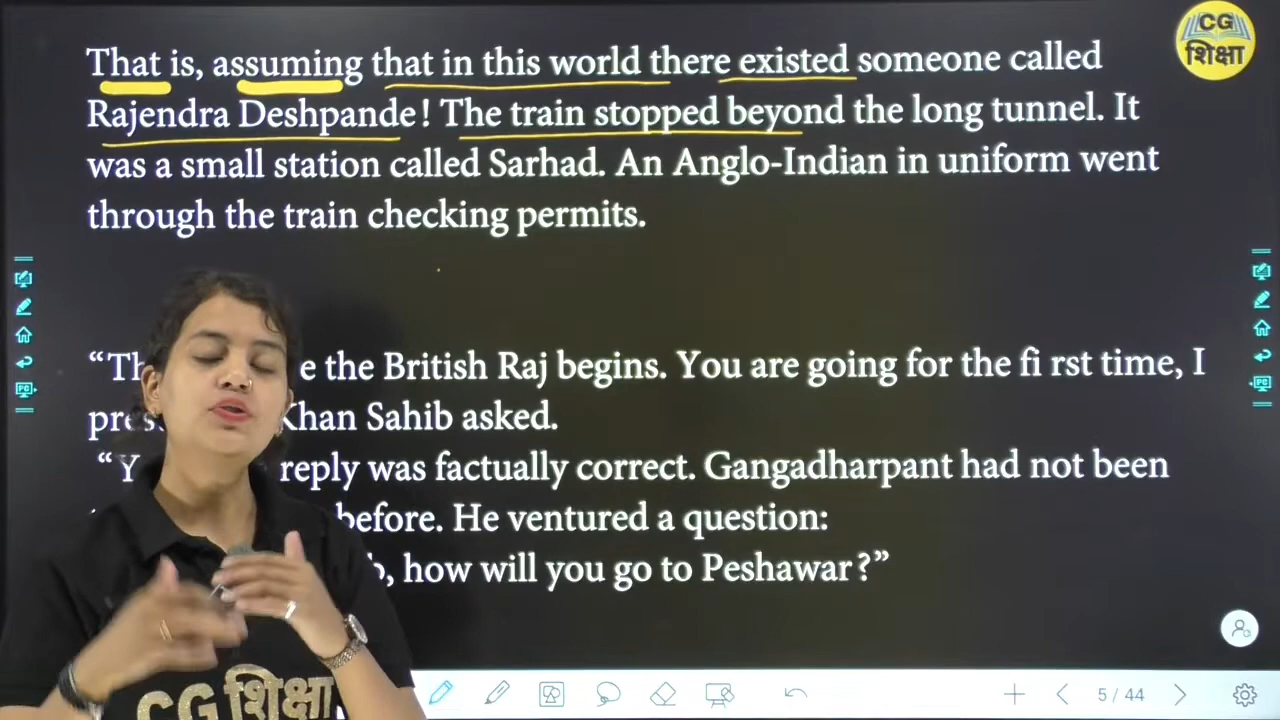 CG
शिक्षा
That is, assuming that in this world there existed someone called
Rajendra Deshpande! The train stopped beyond the long tunnel. It
was a small station called Sarhad. An Anglo-Indian in uniform went
through the train checking permits.
“Th e the British Raj begins. You are going for the fi rst time, I
pres Khan Sahib asked.
“Y reply was factually correct. Gangadharpant had not been
before. He ventured a question:
b, how will you go to Peshawar?”
CG शिक्षा
5 / 44